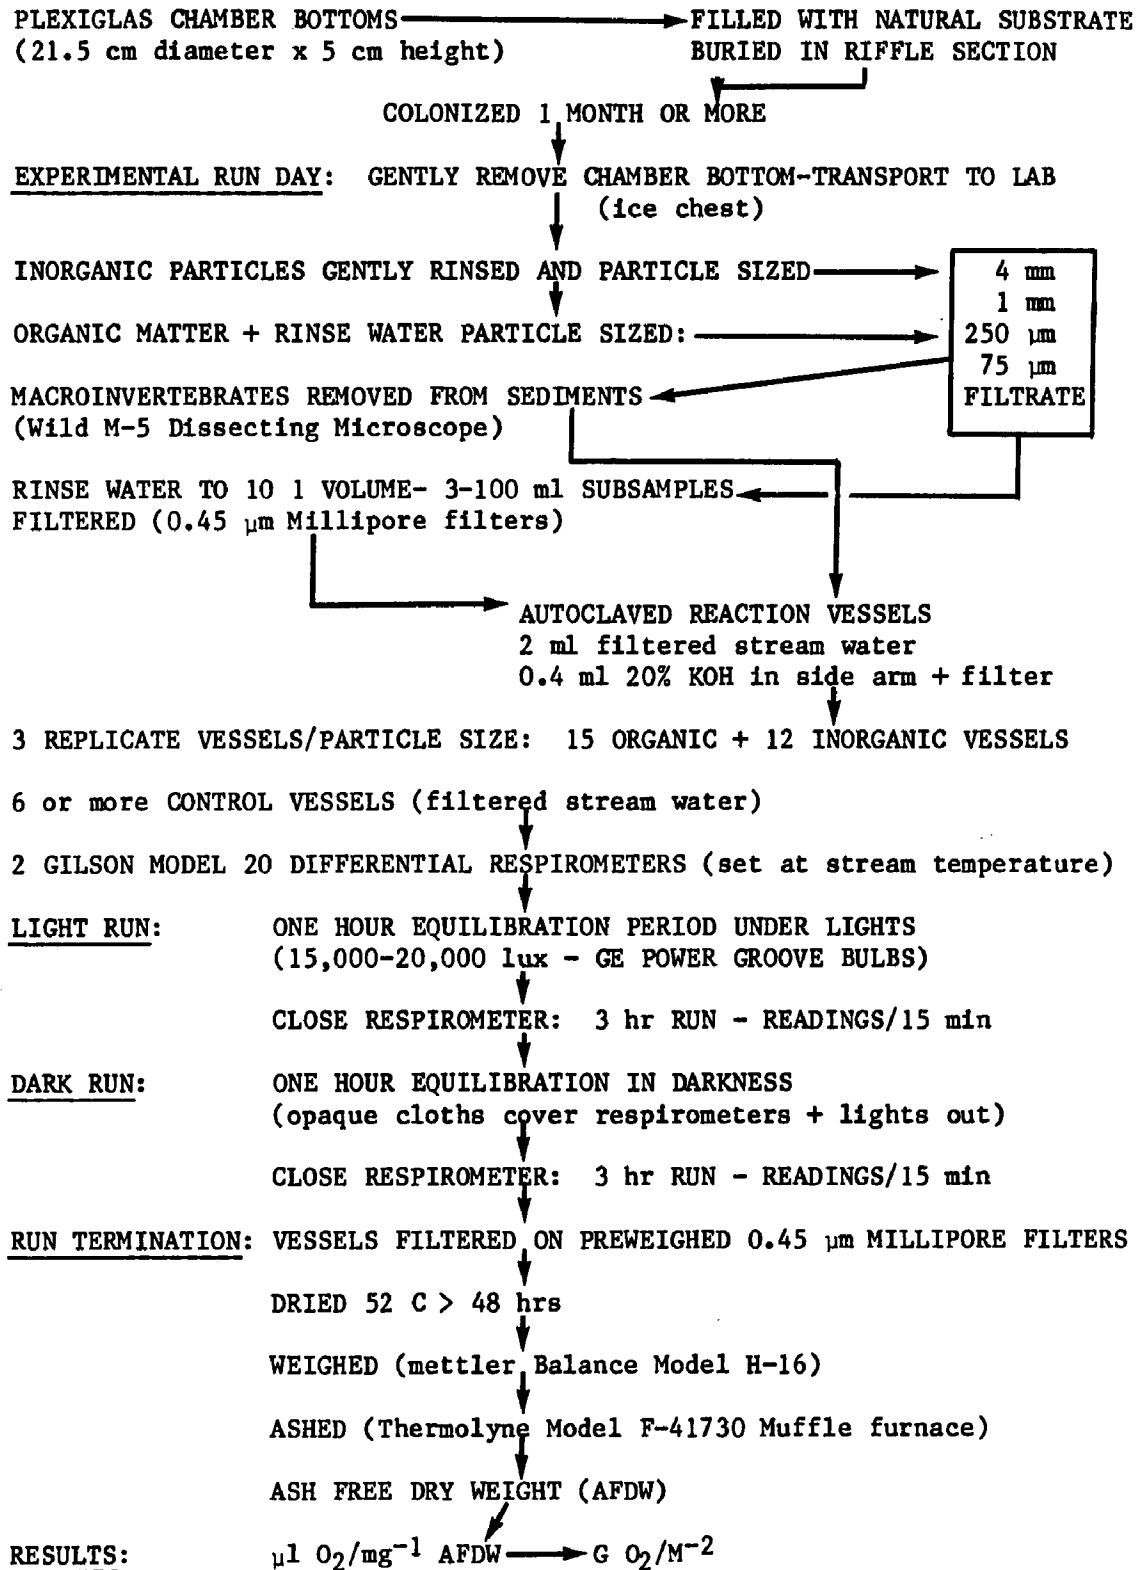 PLEXIGLAS CHAMBER BOTTOMS FILLED WITH NATURAL SUBSTRATE
(21.5 cm diameter x 5 cm height) BURIED IN RIFFLE SECTION
COLONIZED 1 MONTH OR MORE
EXPERIMENTAL RUN DAY: GENTLY REMOVE CHAMBER BOTTOM-TRANSPORT TO LAB
(ice chest)
INORGANIC PARTICLES GENTLY RINSED AND PARTICLE SIZED 4 mm
1 mm
ORGANIC MATTER + RINSE WATER PARTICLE SIZED: 250 μm
75 μm
MACROINVERTEBRATES REMOVED FROM SEDIMENTS FILTRATE
(Wild M-5 Dissecting Microscope)
RINSE WATER TO 10 l VOLUME- 3-100 ml SUBSAMPLES
FILTERED (0.45 μm Millipore filters)
AUTOCLAVED REACTION VESSELS
2 ml filtered stream water
0.4 ml 20% KOH in side arm + filter
3 REPLICATE VESSELS/PARTICLE SIZE: 15 ORGANIC + 12 INORGANIC VESSELS
6 or more CONTROL VESSELS (filtered stream water)
2 GILSON MODEL 20 DIFFERENTIAL RESPIROMETERS (set at stream temperature)
LIGHT RUN: ONE HOUR EQUILIBRATION PERIOD UNDER LIGHTS
(15,000-20,000 lux - GE POWER GROOVE BULBS)
CLOSE RESPIROMETER: 3 hr RUN - READINGS/15 min
DARK RUN: ONE HOUR EQUILIBRATION IN DARKNESS
(opaque cloths cover respirometers + lights out)
CLOSE RESPIROMETER: 3 hr RUN - READINGS/15 min
RUN TERMINATION: VESSELS FILTERED ON PREWEIGHED 0.45 μm MILLIPORE FILTERS
DRIED 52 C > 48 hrs
WEIGHED (mettler Balance Model H-16)
ASHED (Thermolyne Model F-41730 Muffle furnace)
ASH FREE DRY WEIGHT (AFDW)
RESULTS: μl O₂/mg⁻¹ AFDW G O₂/M⁻²